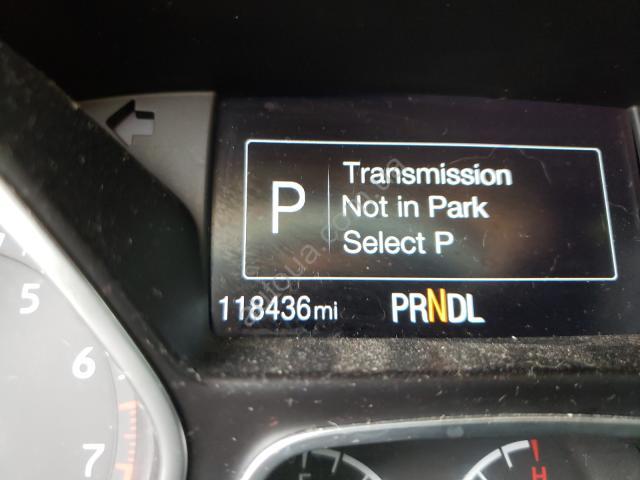 P
Transmission
Not in Park
Select P
118436mi
PRNDL
5
6
7
H